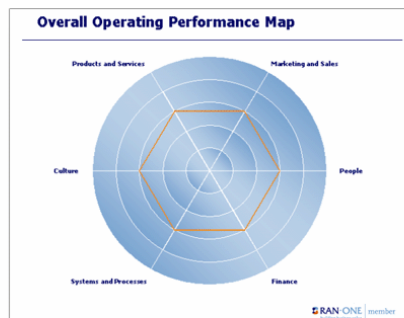 Overall Operating Performance Map
Products and Services
Marketing and Sales
Culture
People
Systems and Processes
Finance
RAN-ONE member